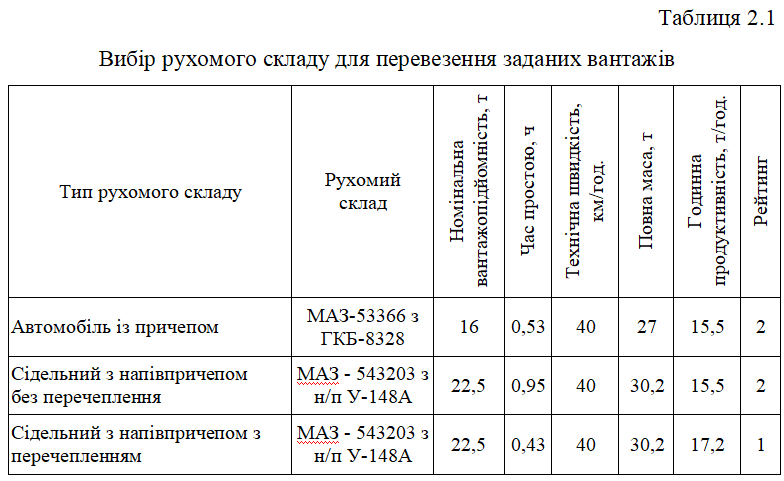 Таблиця 2.1
Вибір рухомого складу для перевезення заданих вантажів
Тип рухомого складу
Рухомий
склад
Номінальна
вантажопідйомність, т
Час простою, ч
Технічна швидкість,
км/год.
Повна маса, т
Годинна
продуктивність, т/год.
Рейтинг
Автомобіль із причепом
МАЗ-53366 з
ГКБ-8328
16
0,53
40
27
15,5
2
Сідельний з напівпричепом
без перечеплення
МАЗ - 543203 з
н/п У-148А
22,5
0,95
40
30,2
15,5
2
Сідельний з напівпричепом з
перечепленням
МАЗ - 543203 з
н/п У-148А
22,5
0,43
40
30,2
17,2
1